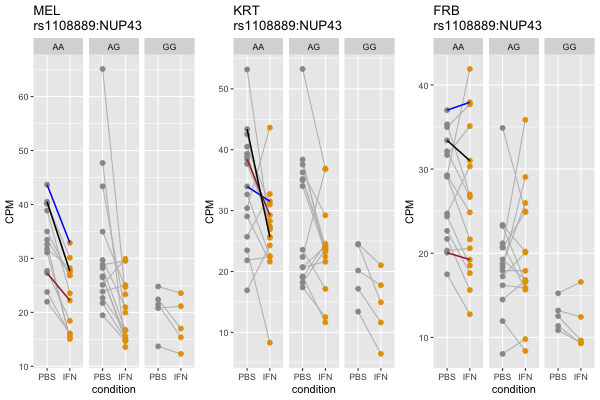 MEL
rs1108889:NUP43
AA AG GG
CPM
60
50
40
30
20
10
PBS IFN PBS IFN PBS IFN
condition
KRT
rs1108889:NUP43
AA AG GG
CPM
50
40
30
20
10
PBS IFN PBS IFN PBS IFN
condition
FRB
rs1108889:NUP43
AA AG GG
CPM
40
30
20
10
PBS IFN PBS IFN PBS IFN
condition